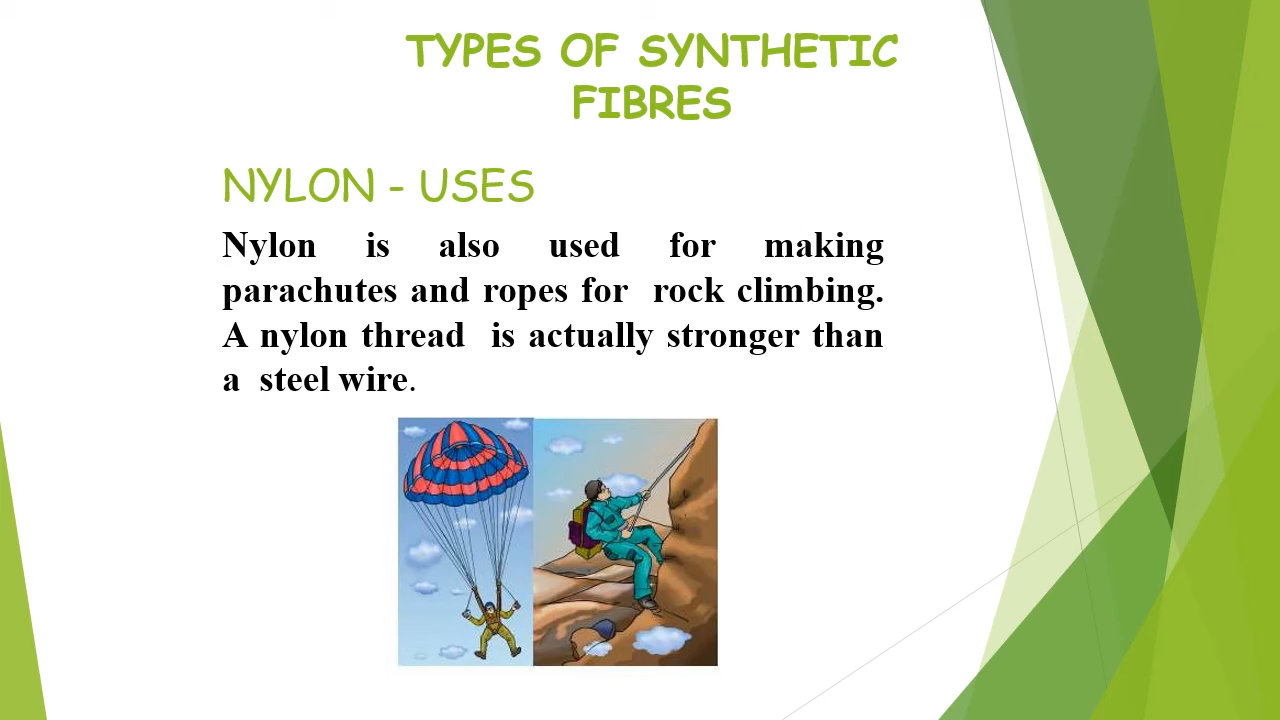 TYPES OF SYNTHETIC
FIBRES
NYLON - USES
Nylon is also used for making
parachutes and ropes for rock climbing.
A nylon thread is actually stronger than
a steel wire.